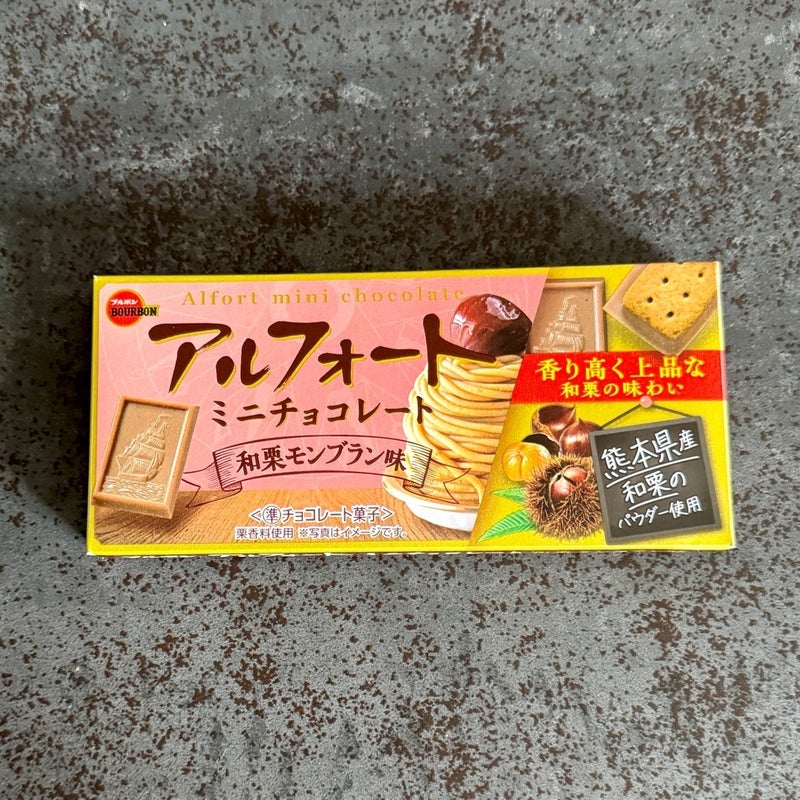 ブルボン
BOURBON
Alfort mini chocolate
アルフォート
ミニチョコレート
和栗モンブラン味
<準チョコレート菓子>
栗香料使用 ※写真はイメージです。
香り高く上品な
和栗の味わい
熊本県産
和栗の
パウダー使用